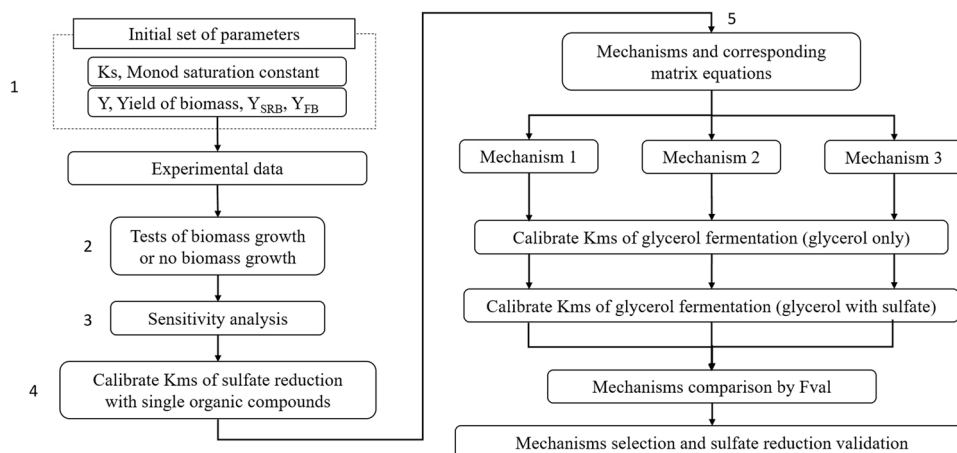 1
Initial set of parameters
Ks, Monod saturation constant
Y, Yield of biomass, Y_SRB, Y_FB
Experimental data
2
Tests of biomass growth
or no biomass growth
3
Sensitivity analysis
4
Calibrate Kms of sulfate reduction
with single organic compounds
5
Mechanisms and corresponding
matrix equations
Mechanism 1
Mechanism 2
Mechanism 3
Calibrate Kms of glycerol fermentation (glycerol only)
Calibrate Kms of glycerol fermentation (glycerol with sulfate)
Mechanisms comparison by Fval
Mechanisms selection and sulfate reduction validation